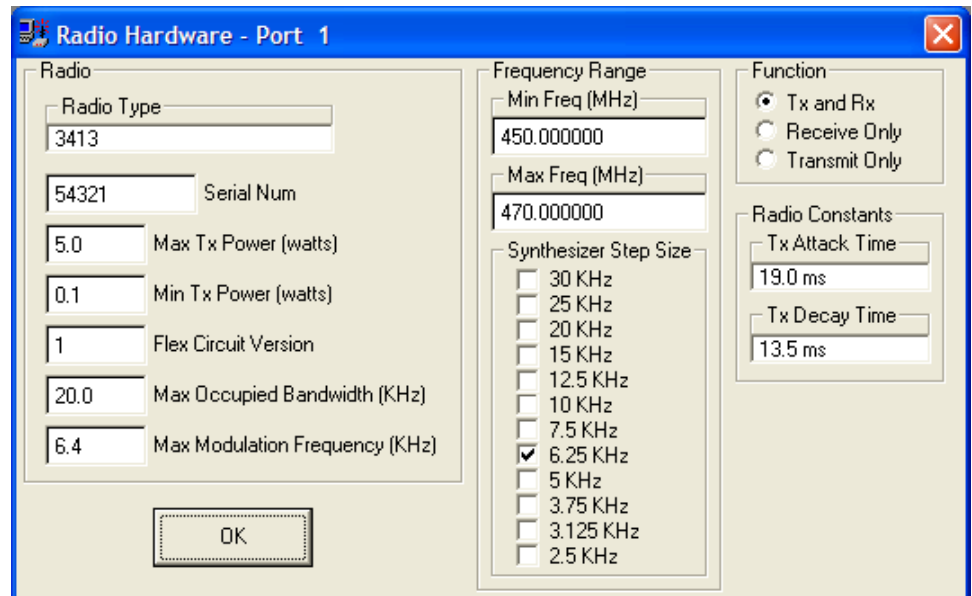 Radio Hardware - Port 1
Radio
Radio Type
3413
54321 Serial Num
5.0 Max Tx Power (watts)
0.1 Min Tx Power (watts)
1 Flex Circuit Version
20.0 Max Occupied Bandwidth (KHz)
6.4 Max Modulation Frequency (KHz)
OK
Frequency Range
Min Freq (MHz)
450.000000
Max Freq (MHz)
470.000000
Synthesizer Step Size
30 KHz
25 KHz
20 KHz
15 KHz
12.5 KHz
10 KHz
7.5 KHz
6.25 KHz
5 KHz
3.75 KHz
3.125 KHz
2.5 KHz
Function
Tx and Rx
Receive Only
Transmit Only
Radio Constants
Tx Attack Time
19.0 ms
Tx Decay Time
13.5 ms